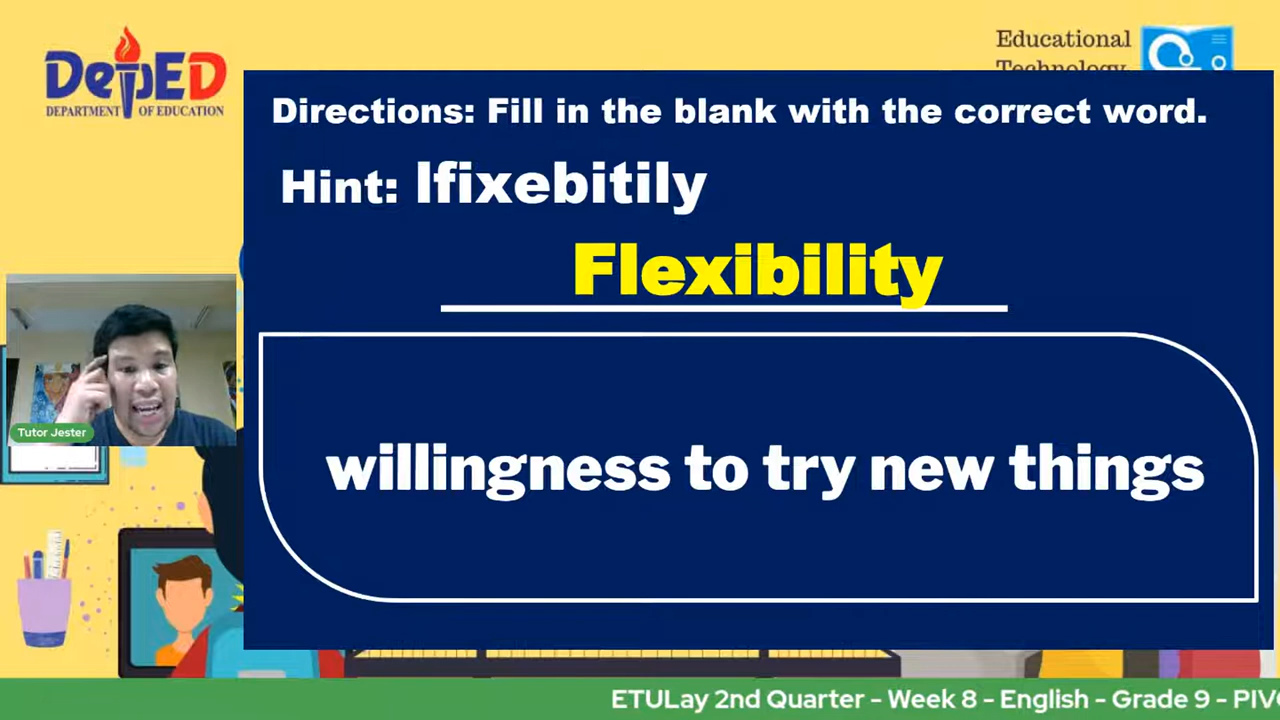 DepED
DEPARTMENT OF EDUCATION
Educational
Technology
Directions: Fill in the blank with the correct word.
Hint: lfixebitily
Flexibility
willingness to try new things
Tutor Jester
ETULay 2nd Quarter - Week 8 - English - Grade 9 - PIV